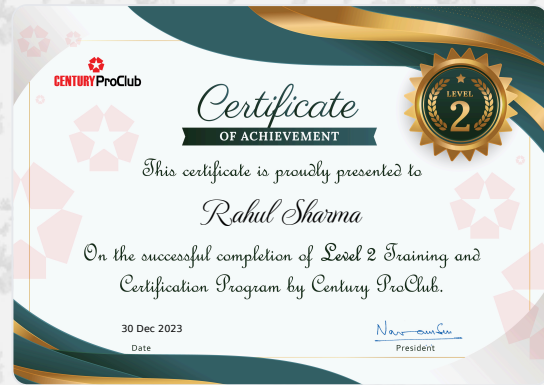 CENTURY ProClub
LEVEL
2
Certificate
OF ACHIEVEMENT
This certificate is proudly presented to
Rahul Sharma
On the successful completion of Level 2 Training and
Certification Program by Century ProClub.
30 Dec 2023
Date
President